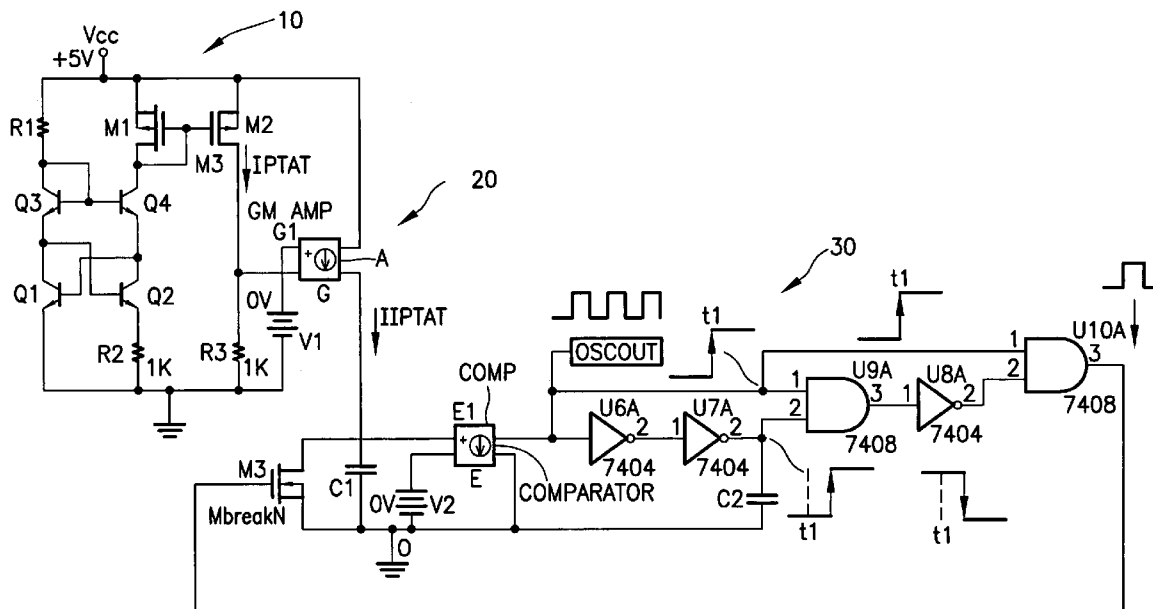 10
Vcc
+5V
20
30
R1
M1
M2
M3
IPTAT
Q3
Q4
GM AMP
G1
+
A
G
t1
t1
U10A
1
2
3
7408
Q1
Q2
0V
V1
IIPTAT
OSCOUT
R2
1K
R3
1K
COMP
E1
+
E
COMPARATOR
U6A
2
7404
U7A
1
2
7404
U9A
1
2
3
7408
U8A
1
2
7404
M3
MbreakN
C1
0V
V2
C2
t1
t1
0